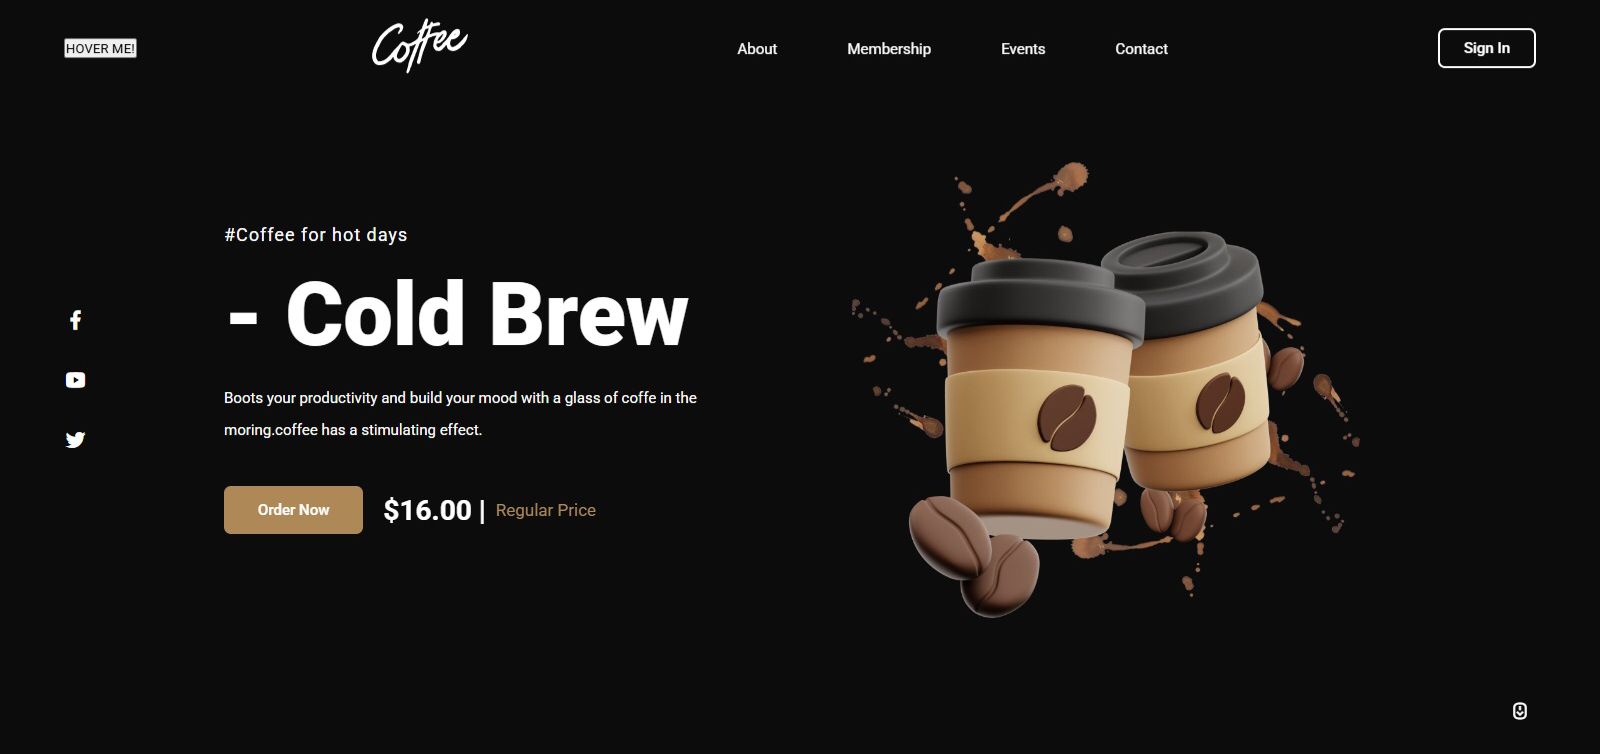 HOVER ME!
Coffee
About
Membership
Events
Contact
Sign In
#Coffee for hot days
- Cold Brew
Boots your productivity and build your mood with a glass of coffe in the
moring.coffee has a stimulating effect.
Order Now
$16.00 | Regular Price